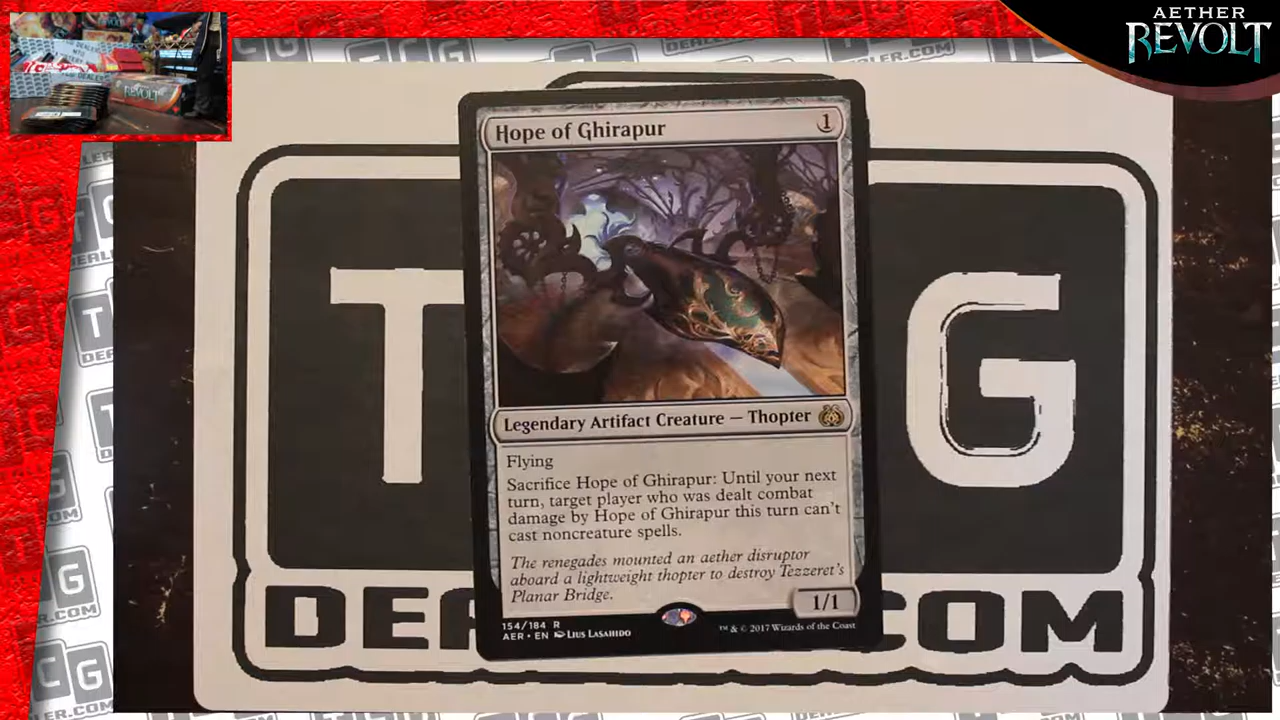 AETHER
REVOLT
Hope of Ghirapur
1
Legendary Artifact Creature — Thopter
Flying
Sacrifice Hope of Ghirapur: Until your next
turn, target player who was dealt combat
damage by Hope of Ghirapur this turn can't
cast noncreature spells.
The renegades mounted an aether disruptor
aboard a lightweight thopter to destroy Tezzeret's
Planar Bridge.
1/1
154/184 R
AER • EN Lius Lasahido
™ & © 2017 Wizards of the Coast
T
G
DEA
COM
REVOLT